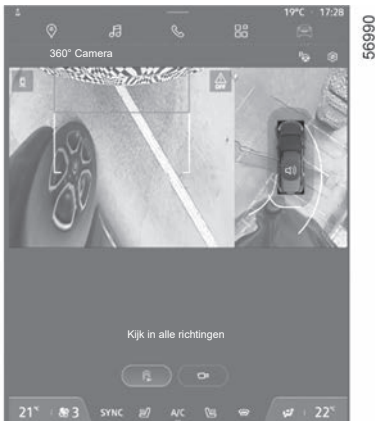 19°C 17:28
360° Camera
OFF
Kijk in alle richtingen
21° 3 SYNC A/C 22°
56990